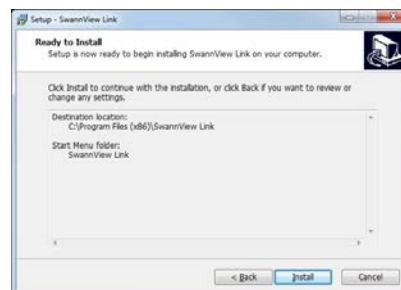 Setup - SwannView Link
Ready to Install
Setup is now ready to begin installing SwannView Link on your computer.
Click Install to continue with the installation, or click Back if you want to review or
change any settings.
Destination location:
C:\Program Files (x86)\SwannView Link
Start Menu folder:
SwannView Link
< Back Install Cancel